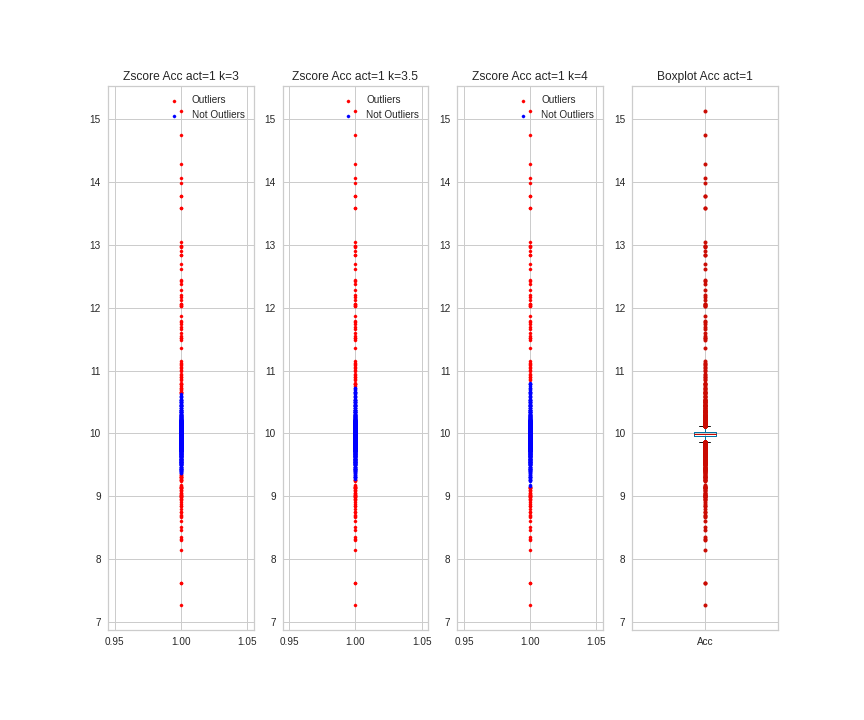 Zscore Acc act=1 k=3
Outliers
Not Outliers
15
14
13
12
11
10
9
8
7
0.95 1.00 1.05
Zscore Acc act=1 k=3.5
Outliers
Not Outliers
15
14
13
12
11
10
9
8
7
0.95 1.00 1.05
Zscore Acc act=1 k=4
Outliers
Not Outliers
15
14
13
12
11
10
9
8
7
0.95 1.00 1.05
Boxplot Acc act=1
15
14
13
12
11
10
9
8
7
Acc